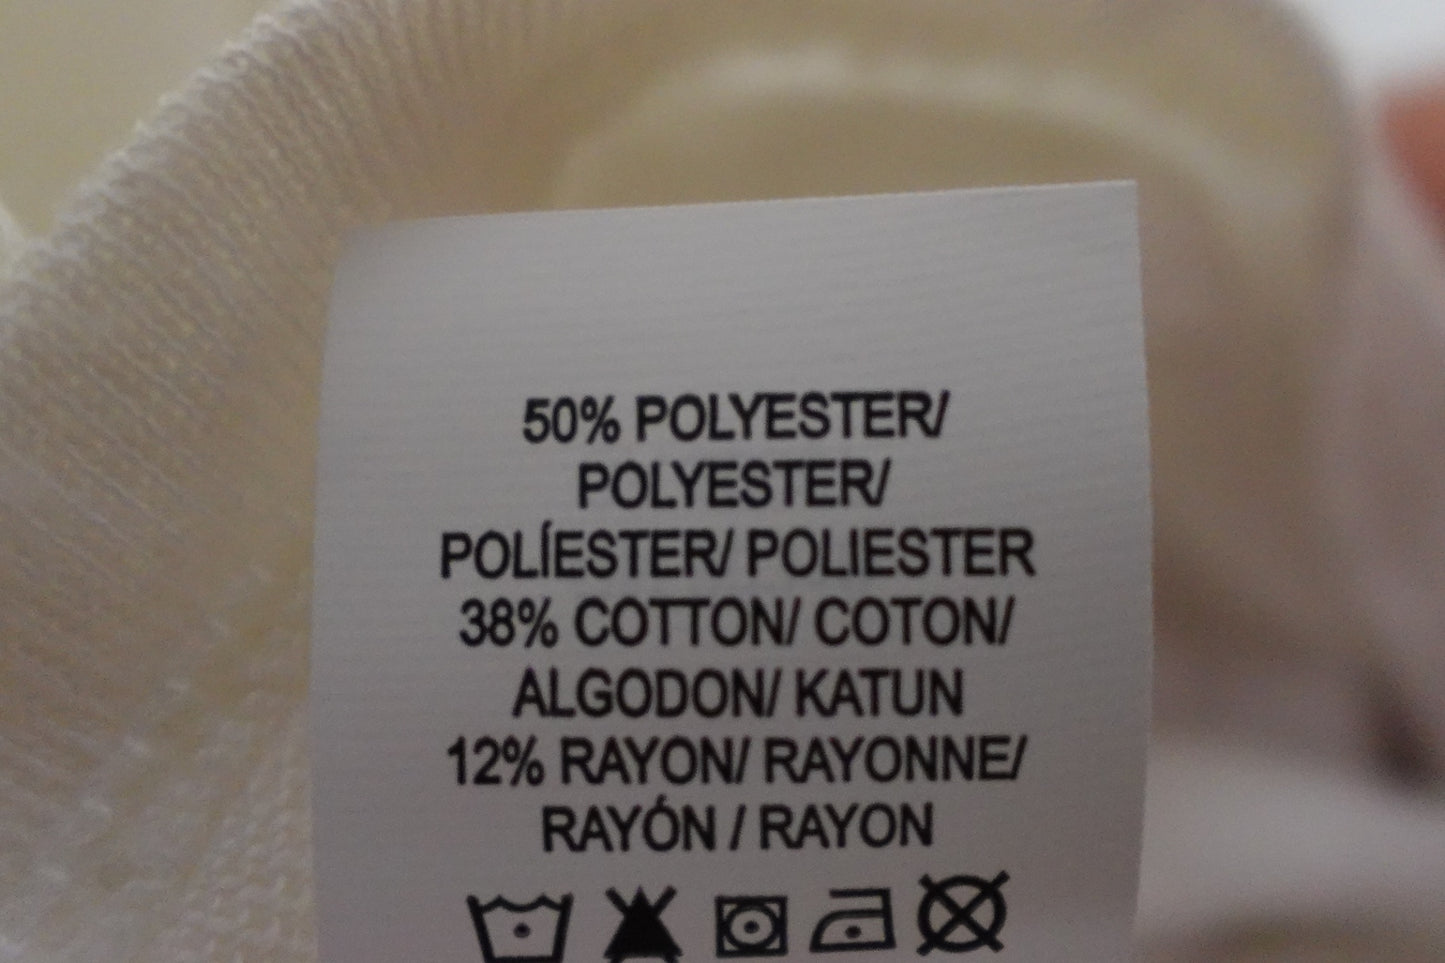 50% POLYESTER/
POLYESTER/
POLÍESTER/ POLIESTER
38% COTTON/ COTON/
ALGODON/ KATUN
12% RAYON/ RAYONNE/
RAYÓN / RAYON